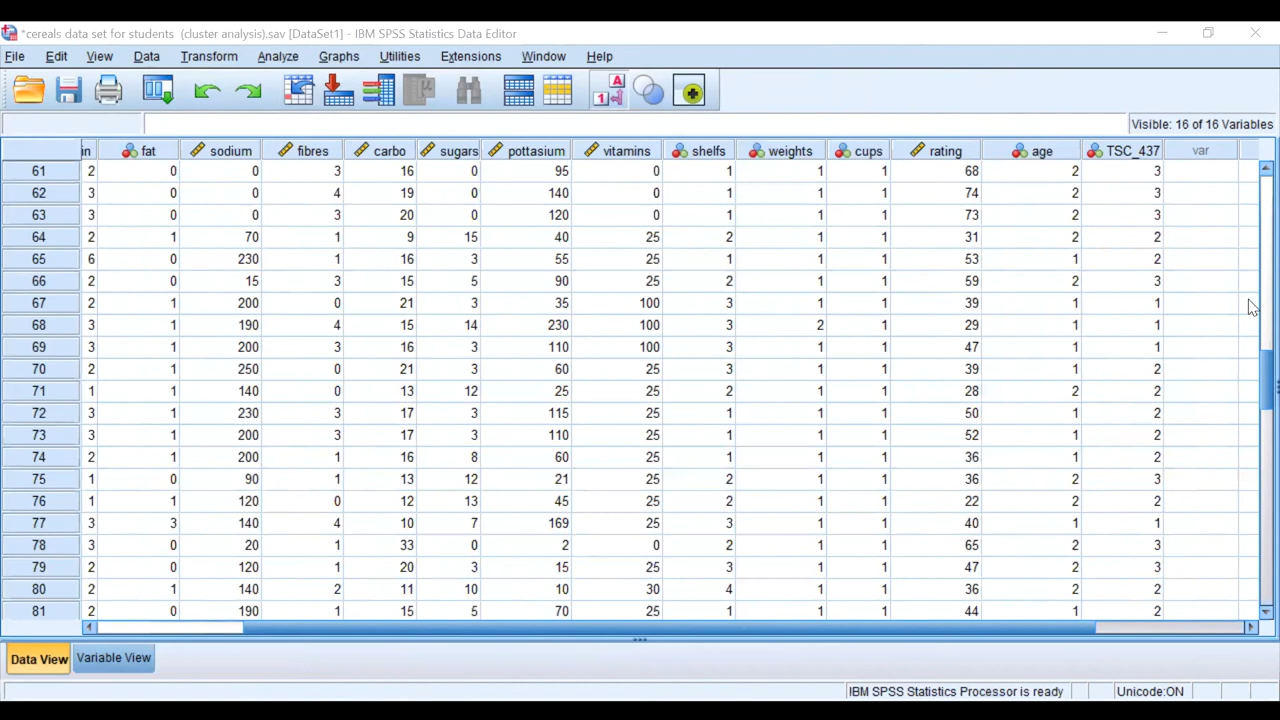 *cereals data set for students (cluster analysis).sav [DataSet1] - IBM SPSS Statistics Data Editor
File Edit View Data Transform Analyze Graphs Utilities Extensions Window Help
Visible: 16 of 16 Variables
in fat sodium fibres carbo sugars pottasium vitamins shelfs weights cups rating age TSC_437 var
61 2 0 0 3 16 0 95 0 1 1 1 68 2 3
62 3 0 0 4 19 0 140 0 1 1 1 74 2 3
63 3 0 0 3 20 0 120 0 1 1 1 73 2 3
64 2 1 70 1 9 15 40 25 2 1 1 31 2 2
65 6 0 230 1 16 3 55 25 1 1 1 53 1 2
66 2 0 15 3 15 5 90 25 2 1 1 59 2 3
67 2 1 200 0 21 3 35 100 3 1 1 39 1 1
68 3 1 190 4 15 14 230 100 3 2 1 29 1 1
69 3 1 200 3 16 3 110 100 3 1 1 47 1 1
70 2 1 250 0 21 3 60 25 3 1 1 39 1 2
71 1 1 140 0 13 12 25 25 2 1 1 28 2 2
72 3 1 230 3 17 3 115 25 1 1 1 50 1 2
73 3 1 200 3 17 3 110 25 1 1 1 52 1 2
74 2 1 200 1 16 8 60 25 1 1 1 36 1 2
75 1 0 90 1 13 12 21 25 2 1 1 36 2 3
76 1 1 120 0 12 13 45 25 2 1 1 22 2 2
77 3 3 140 4 10 7 169 25 3 1 1 40 1 1
78 3 0 20 1 33 0 2 0 2 1 1 65 2 3
79 2 0 120 1 20 3 15 25 2 1 1 47 2 3
80 2 1 140 2 11 10 10 30 4 1 1 36 2 2
81 2 0 190 1 15 5 70 25 1 1 1 44 1 2
Data View Variable View
IBM SPSS Statistics Processor is ready Unicode:ON